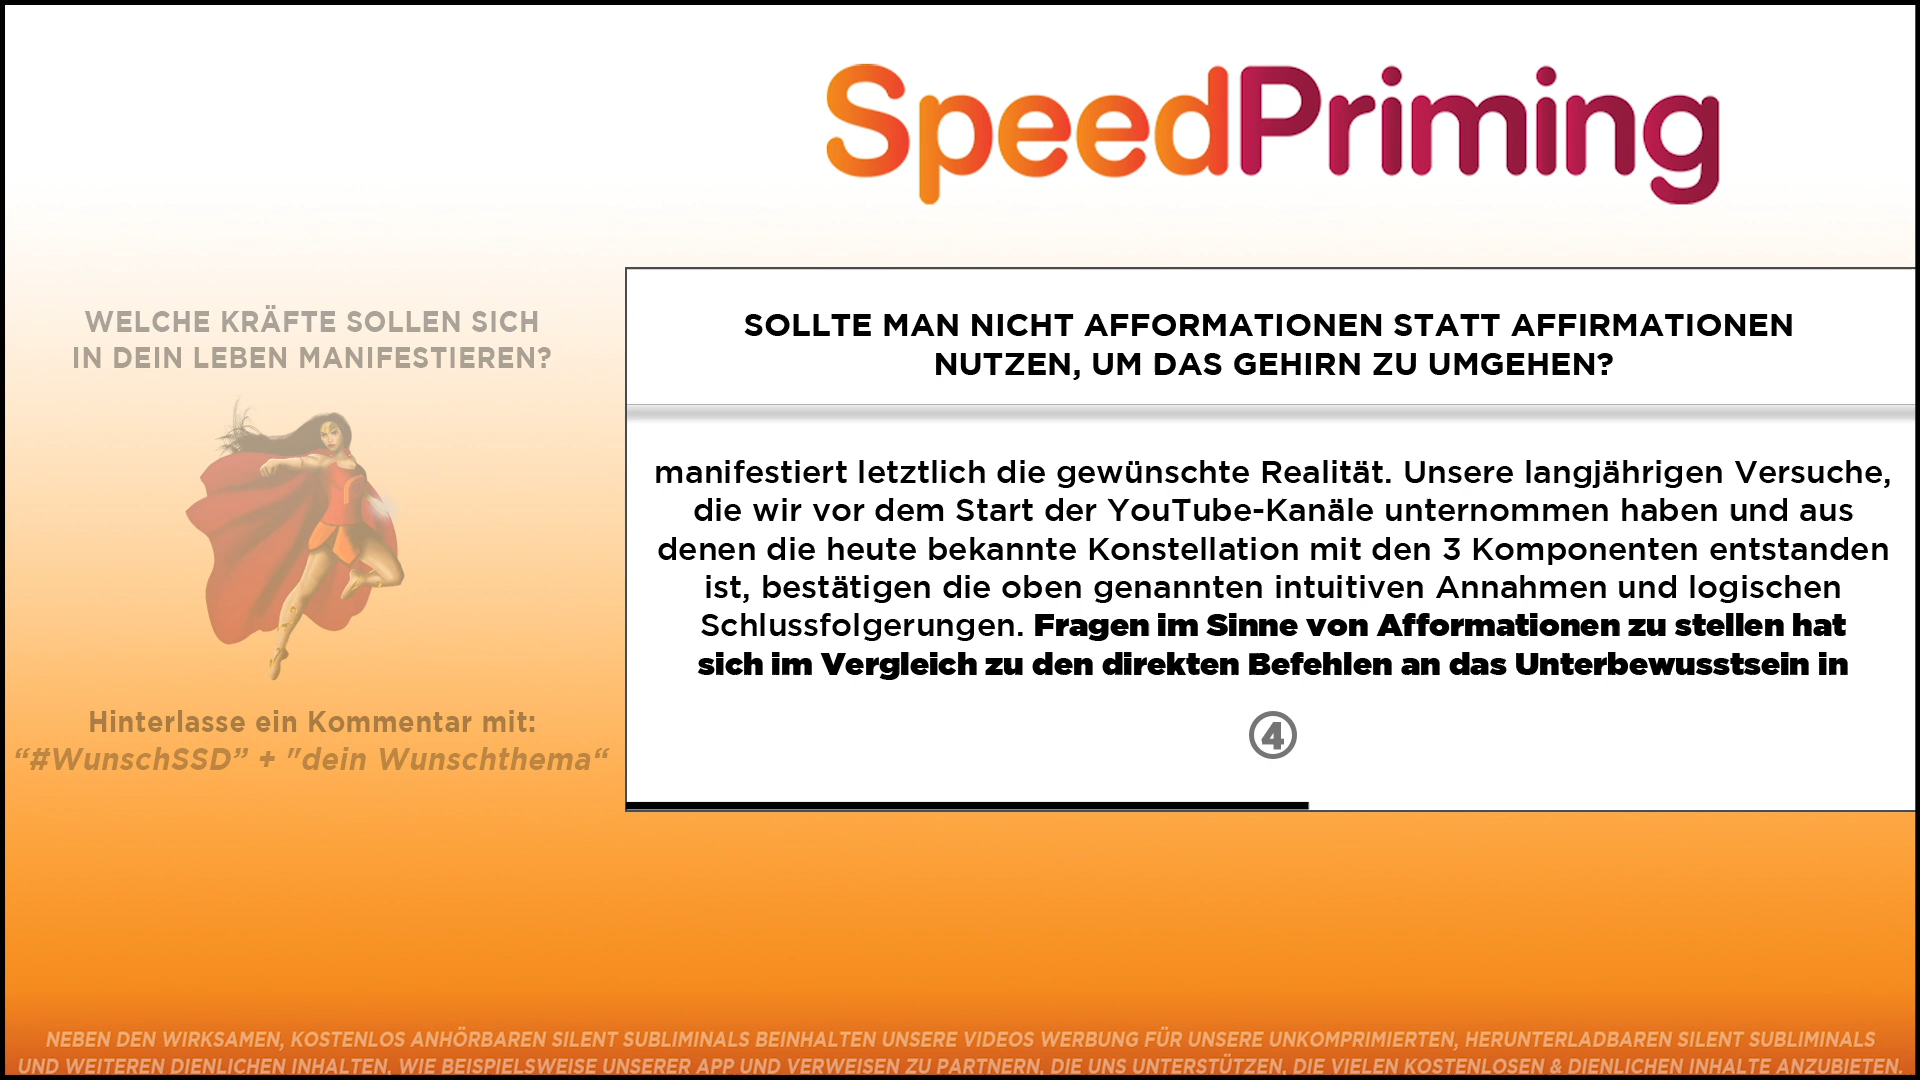 SpeedPriming
WELCHE KRÄFTE SOLLEN SICH
IN DEIN LEBEN MANIFESTIEREN?
Hinterlasse ein Kommentar mit:
“#WunschSSD” + "dein Wunschthema“
SOLLTE MAN NICHT AFFORMATIONEN STATT AFFIRMATIONEN
NUTZEN, UM DAS GEHIRN ZU UMGEHEN?
manifestiert letztlich die gewünschte Realität. Unsere langjährigen Versuche,
die wir vor dem Start der YouTube-Kanäle unternommen haben und aus
denen die heute bekannte Konstellation mit den 3 Komponenten entstanden
ist, bestätigen die oben genannten intuitiven Annahmen und logischen
Schlussfolgerungen. Fragen im Sinne von Afformationen zu stellen hat
sich im Vergleich zu den direkten Befehlen an das Unterbewusstsein in
4
NEBEN DEN WIRKSAMEN, KOSTENLOS ANHÖRBAREN SILENT SUBLIMINALS BEINHALTEN UNSERE VIDEOS WERBUNG FÜR UNSERE UNKOMPRIMIERTEN, HERUNTERLADBAREN SILENT SUBLIMINALS
UND WEITEREN DIENLICHEN INHALTEN, WIE BEISPIELSWEISE UNSERER APP UND VERWEISEN ZU PARTNERN, DIE UNS UNTERSTÜTZEN, DIE VIELEN KOSTENLOSEN & DIENLICHEN INHALTE ANZUBIETEN.